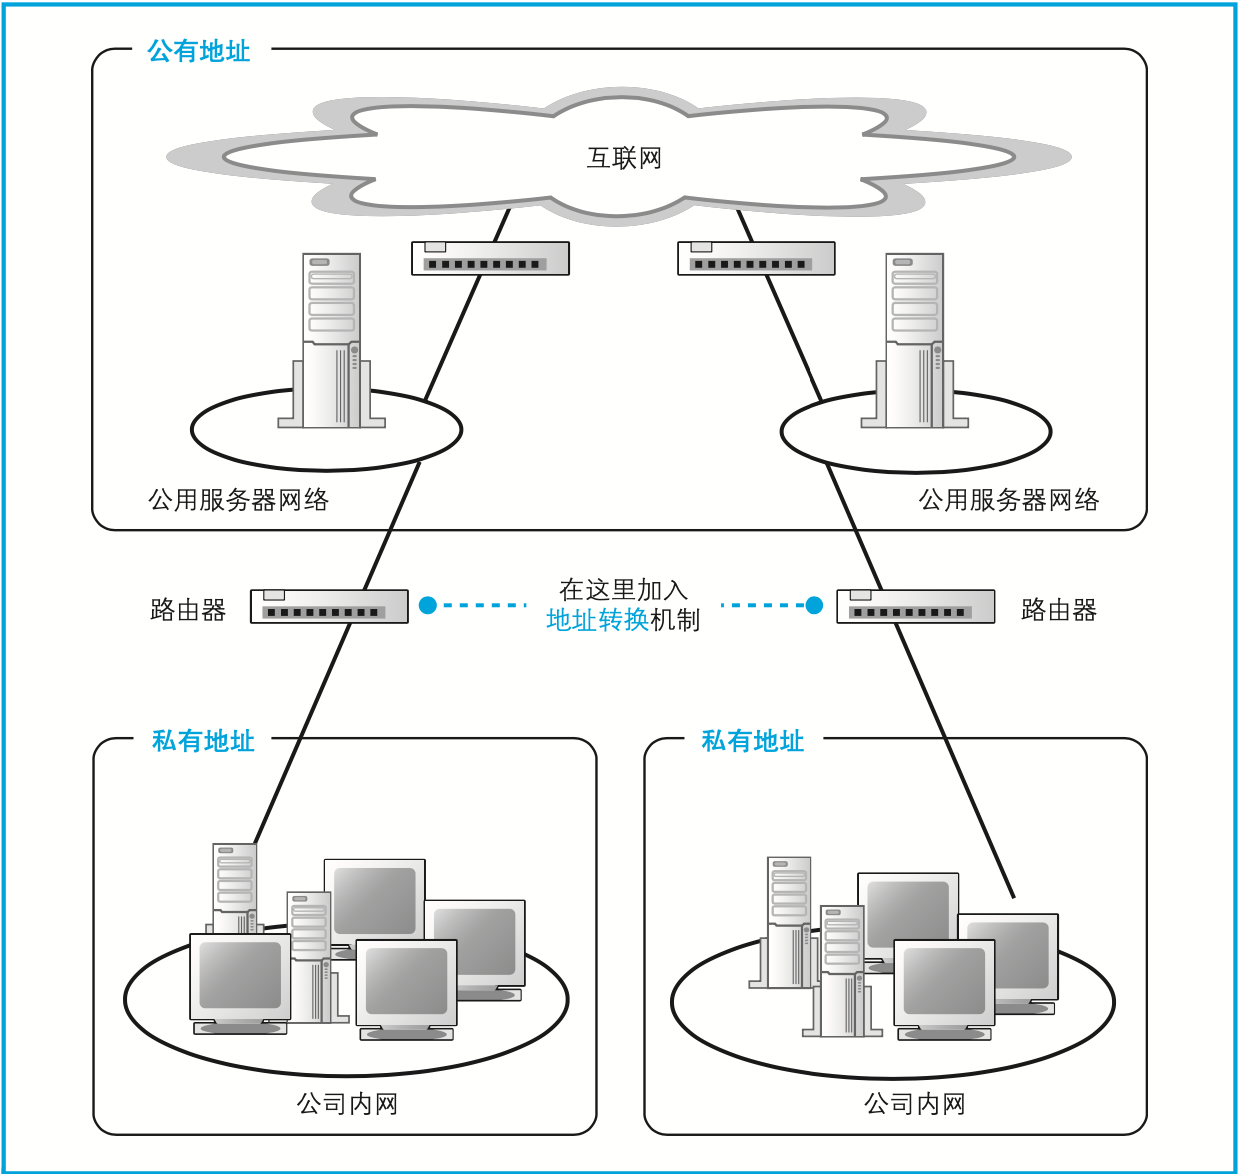 公有地址
互联网
公用服务器网络
公用服务器网络
路由器
在这里加入
地址转换机制
路由器
私有地址
私有地址
公司内网
公司内网